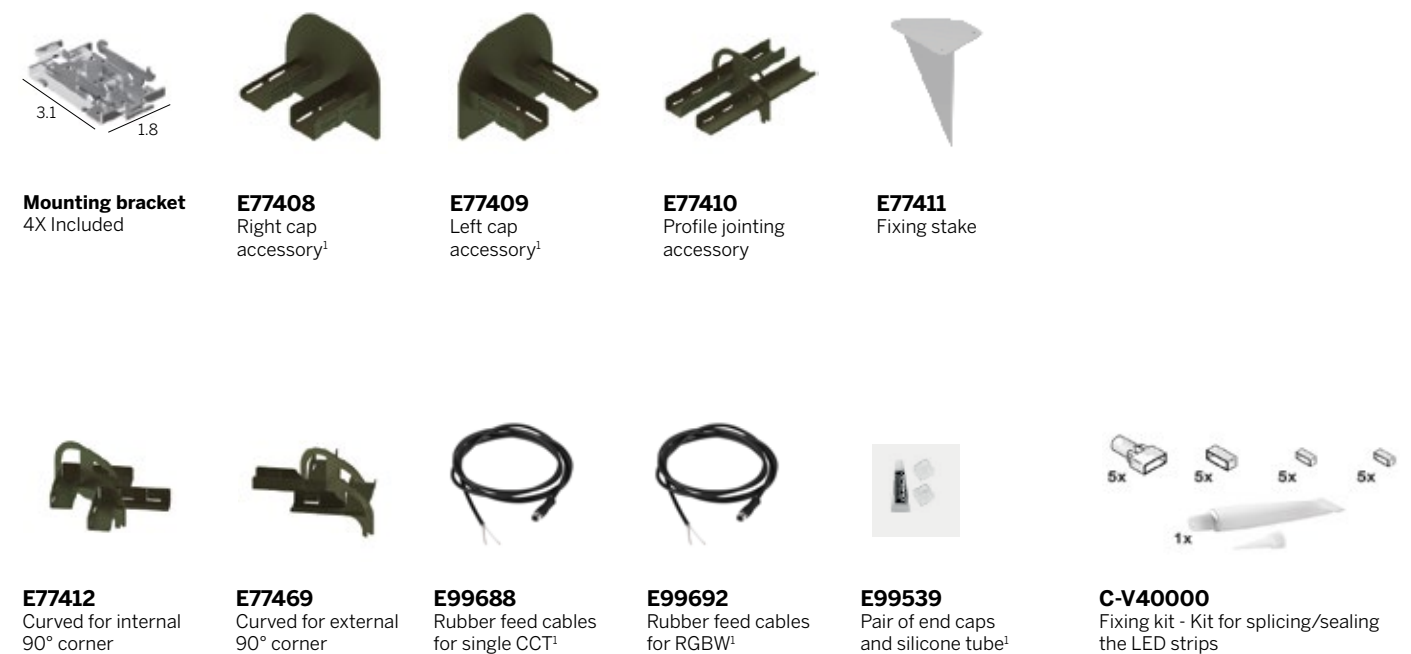 3.1
1.8
Mounting bracket
4X Included
E77408
Right cap
accessory¹
E77409
Left cap
accessory¹
E77410
Profile jointing
accessory
E77411
Fixing stake
5x
5x
5x
5x
1x
E77412
Curved for internal
90° corner
E77469
Curved for external
90° corner
E99688
Rubber feed cables
for single CCT¹
E99692
Rubber feed cables
for RGBW¹
E99539
Pair of end caps
and silicone tube¹
C-V40000
Fixing kit - Kit for splicing/sealing
the LED strips